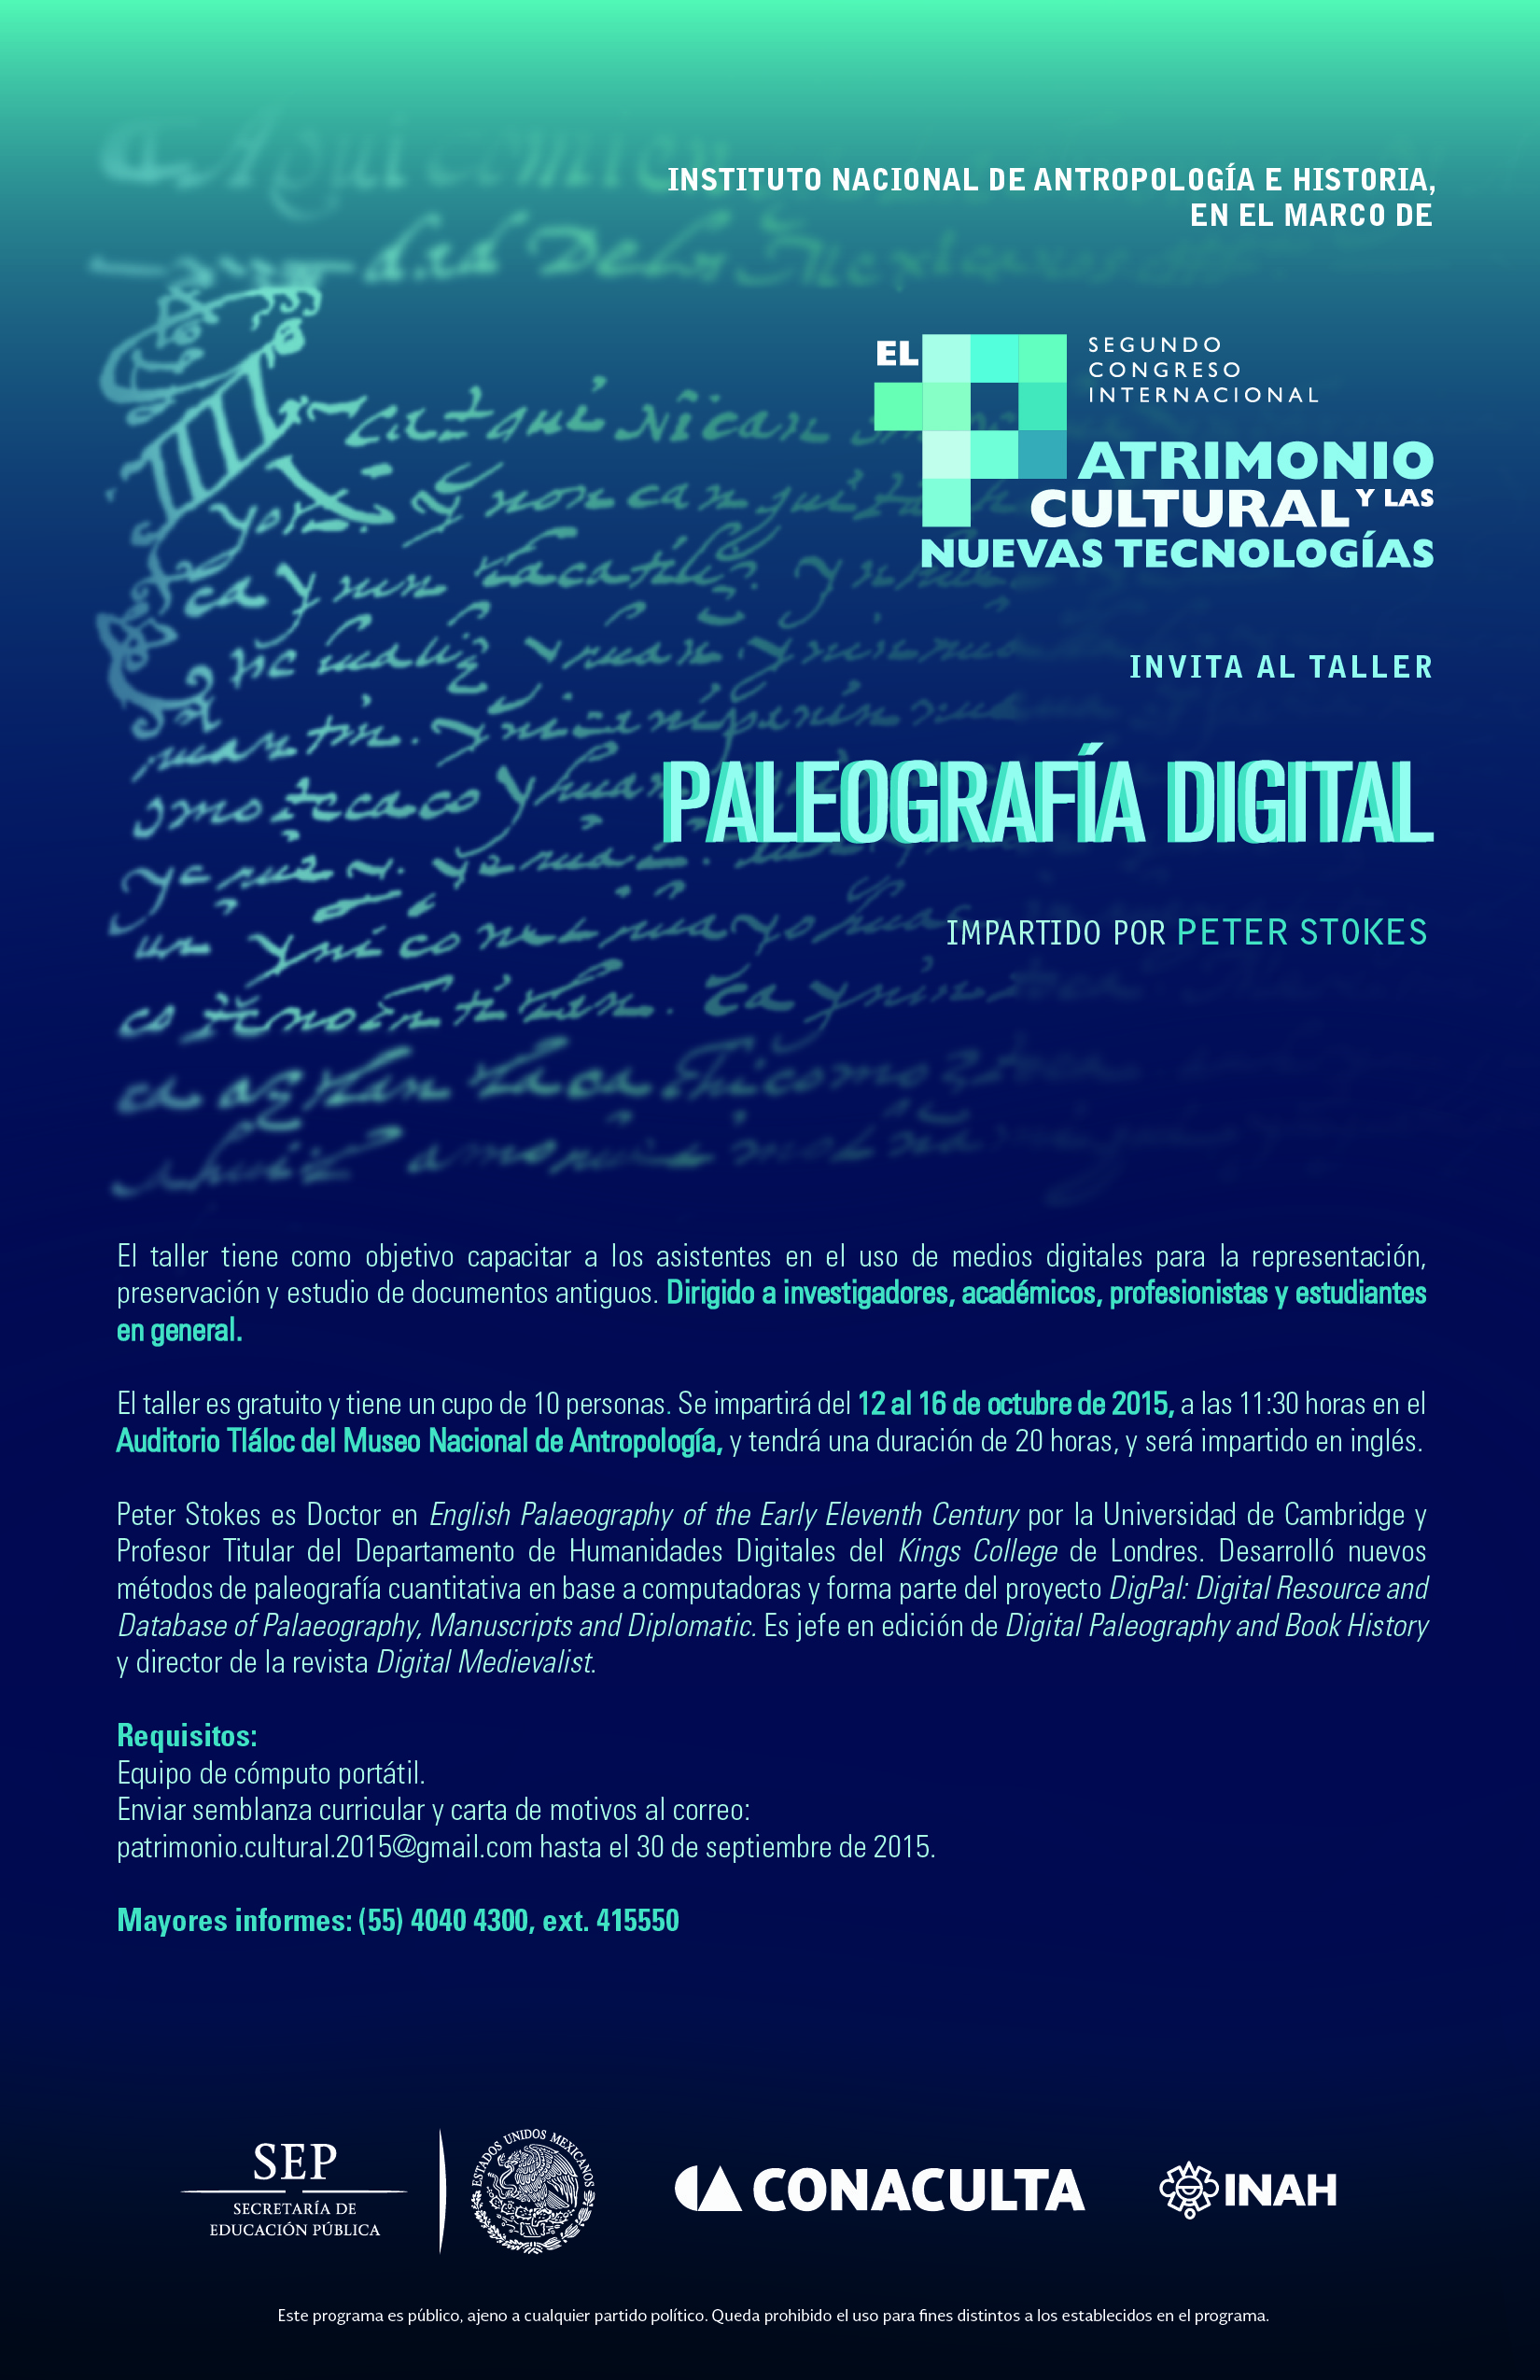 INSTITUTO NACIONAL DE ANTROPOLOGÍA E HISTORIA,
EN EL MARCO DE
EL
SEGUNDO
CONGRESO
INTERNACIONAL
PATRIMONIO
CULTURAL Y LAS
NUEVAS TECNOLOGÍAS
INVITA AL TALLER
PALEOGRAFÍA DIGITAL
IMPARTIDO POR PETER STOKES
El taller tiene como objetivo capacitar a los asistentes en el uso de medios digitales para la representación,
preservación y estudio de documentos antiguos. Dirigido a investigadores, académicos, profesionistas y estudiantes
en general.
El taller es gratuito y tiene un cupo de 10 personas. Se impartirá del 12 al 16 de octubre de 2015, a las 11:30 horas en el
Auditorio Tláloc del Museo Nacional de Antropología, y tendrá una duración de 20 horas, y será impartido en inglés.
Peter Stokes es Doctor en English Palaeography of the Early Eleventh Century por la Universidad de Cambridge y
Profesor Titular del Departamento de Humanidades Digitales del Kings College de Londres. Desarrolló nuevos
métodos de paleografía cuantitativa en base a computadoras y forma parte del proyecto DigPal: Digital Resource and
Database of Palaeography, Manuscripts and Diplomatic. Es jefe en edición de Digital Paleography and Book History
y director de la revista Digital Medievalist.
Requisitos:
Equipo de cómputo portátil.
Enviar semblanza curricular y carta de motivos al correo:
patrimonio.cultural.2015@gmail.com hasta el 30 de septiembre de 2015.
Mayores informes: (55) 4040 4300, ext. 415550
SEP
SECRETARÍA DE
EDUCACIÓN PÚBLICA
ESTADOS UNIDOS MEXICANOS
CONACULTA
INAH
Este programa es público, ajeno a cualquier partido político. Queda prohibido el uso para fines distintos a los establecidos en el programa.